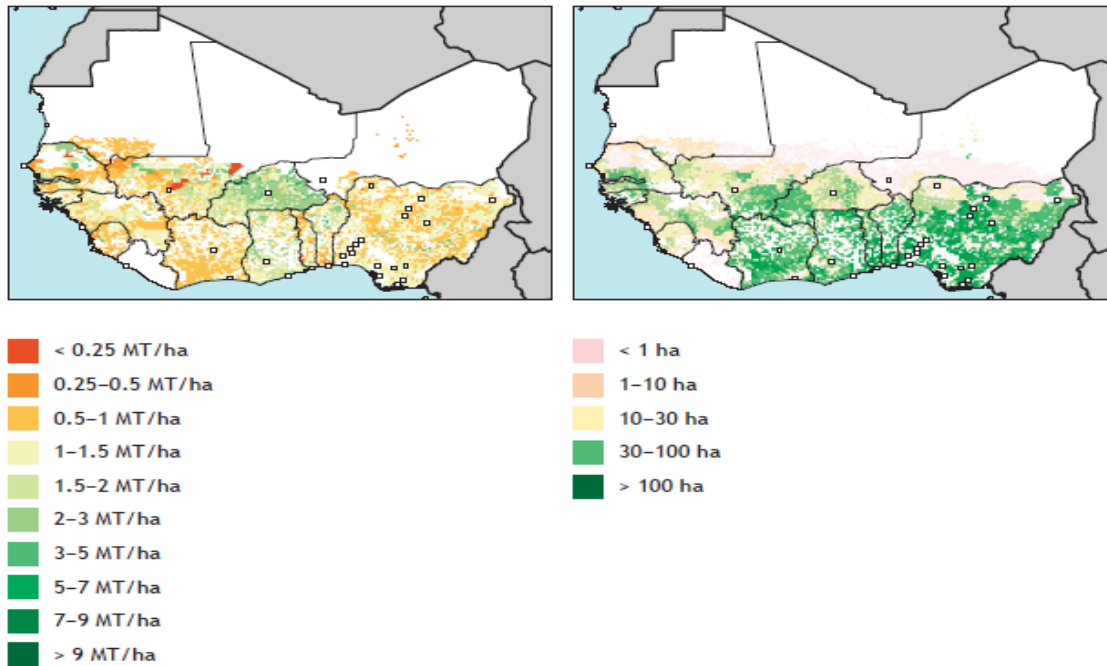 < 0.25 MT/ha
0.25–0.5 MT/ha
0.5–1 MT/ha
1–1.5 MT/ha
1.5–2 MT/ha
2–3 MT/ha
3–5 MT/ha
5–7 MT/ha
7–9 MT/ha
> 9 MT/ha
< 1 ha
1–10 ha
10–30 ha
30–100 ha
> 100 ha